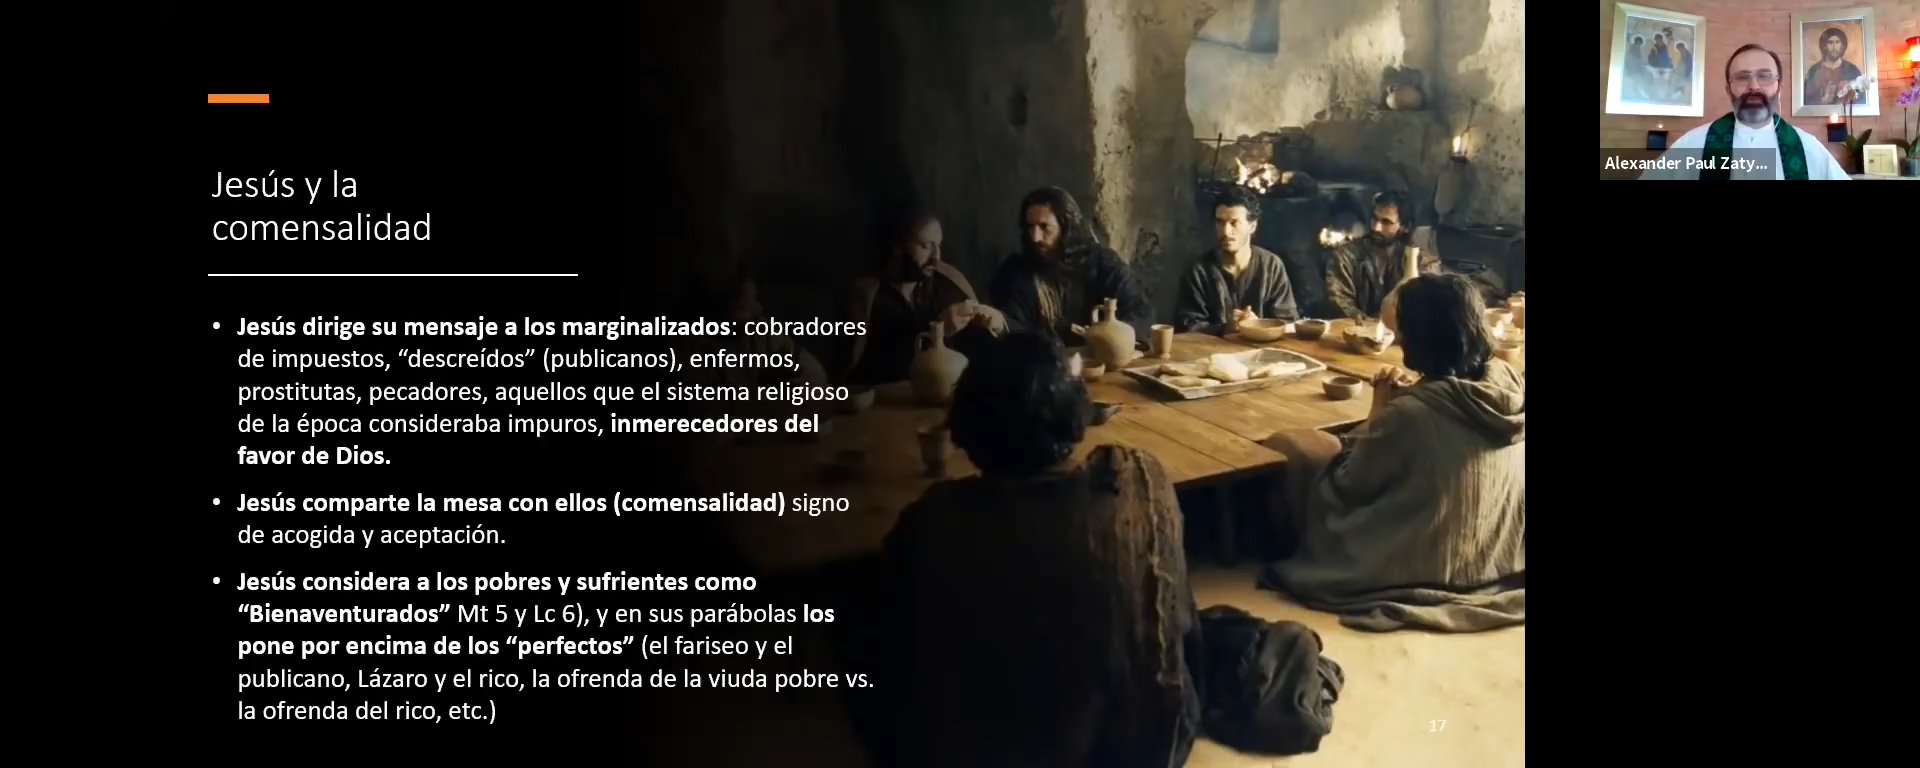 Jesús y la
comensalidad
• Jesús dirige su mensaje a los marginalizados: cobradores
de impuestos, “descreídos” (publicanos), enfermos,
prostitutas, pecadores, aquellos que el sistema religioso
de la época consideraba impuros, inmerecedores del
favor de Dios.
• Jesús comparte la mesa con ellos (comensalidad) signo
de acogida y aceptación.
• Jesús considera a los pobres y sufrientes como
“Bienaventurados” Mt 5 y Lc 6), y en sus parábolas los
pone por encima de los “perfectos” (el fariseo y el
publicano, Lázaro y el rico, la ofrenda de la viuda pobre vs.
la ofrenda del rico, etc.)
17
Alexander Paul Zaty...